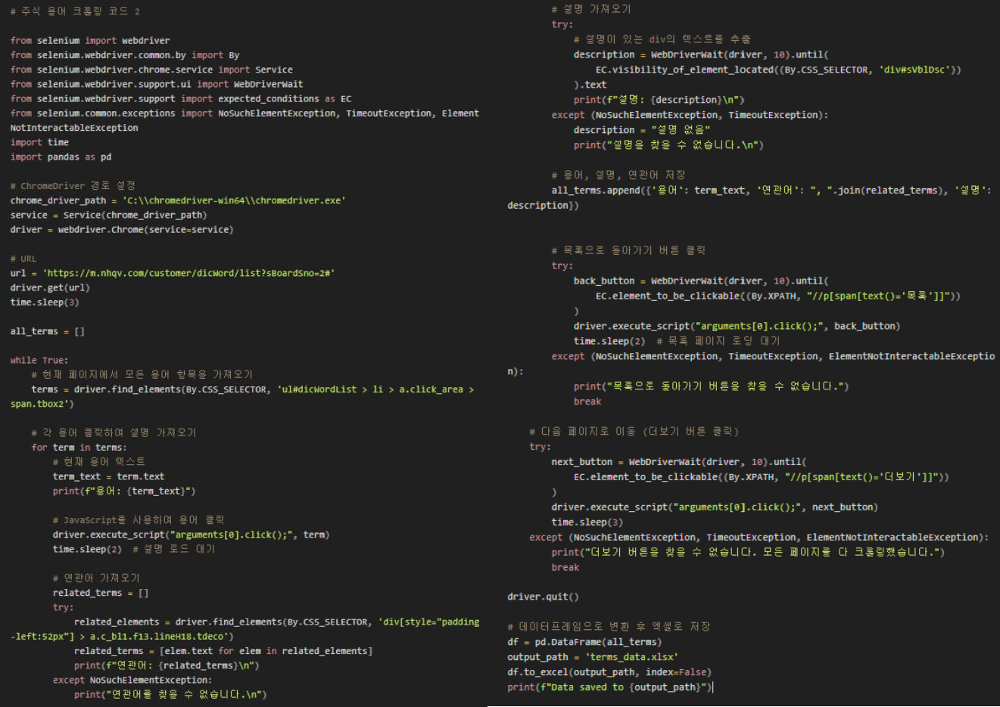 # 주식 용어 크롤링 코드 2

from selenium import webdriver
from selenium.webdriver.common.by import By
from selenium.webdriver.chrome.service import Service
from selenium.webdriver.support.ui import WebDriverWait
from selenium.webdriver.support import expected_conditions as EC
from selenium.common.exceptions import NoSuchElementException, TimeoutException, Element
NotInteractableException
import time
import pandas as pd

# ChromeDriver 경로 설정
chrome_driver_path = 'C:\\chromedriver-win64\\chromedriver.exe'
service = Service(chrome_driver_path)
driver = webdriver.Chrome(service=service)

# URL
url = 'https://m.nhqv.com/customer/dicWord/list?sBoardSno=2#'
driver.get(url)
time.sleep(3)

all_terms = []

while True:
    # 현재 페이지에서 모든 용어 항목을 가져오기
    terms = driver.find_elements(By.CSS_SELECTOR, 'ul#dicWordList > li > a.click_area >
span.tbox2')

    # 각 용어 클릭하여 설명 가져오기
    for term in terms:
        # 현재 용어 텍스트
        term_text = term.text
        print(f"용어: {term_text}")

        # JavaScript를 사용하여 용어 클릭
        driver.execute_script("arguments[0].click();", term)
        time.sleep(2)  # 설명 로드 대기

        # 연관어 가져오기
        related_terms = []
        try:
            related_elements = driver.find_elements(By.CSS_SELECTOR, 'div[style="padding
-left:52px"] > a.c_bl1.f13.lineH18.tdeco')
            related_terms = [elem.text for elem in related_elements]
            print(f"연관어: {related_terms}\n")
        except NoSuchElementException:
            print("연관어를 찾을 수 없습니다.\n")

        # 설명 가져오기
        try:
            # 설명이 있는 div의 텍스트를 추출
            description = WebDriverWait(driver, 10).until(
                EC.visibility_of_element_located((By.CSS_SELECTOR, 'div#sVblDsc'))
            ).text
            print(f"설명: {description}\n")
        except (NoSuchElementException, TimeoutException):
            description = "설명 없음"
            print("설명을 찾을 수 없습니다.\n")

        # 용어, 설명, 연관어 저장
        all_terms.append({'용어': term_text, '연관어': ", ".join(related_terms), '설명':
description})

        # 목록으로 돌아가기 버튼 클릭
        try:
            back_button = WebDriverWait(driver, 10).until(
                EC.element_to_be_clickable((By.XPATH, "//p[span[text()='목록']]"))
            )
            driver.execute_script("arguments[0].click();", back_button)
            time.sleep(2)  # 목록 페이지 로딩 대기
        except (NoSuchElementException, TimeoutException, ElementNotInteractableExceptio
n):
            print("목록으로 돌아가기 버튼을 찾을 수 없습니다.")
            break

    # 다음 페이지로 이동 (더보기 버튼 클릭)
    try:
        next_button = WebDriverWait(driver, 10).until(
            EC.element_to_be_clickable((By.XPATH, "//p[span[text()='더보기']]"))
        )
        driver.execute_script("arguments[0].click();", next_button)
        time.sleep(3)
    except (NoSuchElementException, TimeoutException, ElementNotInteractableException):
        print("더보기 버튼을 찾을 수 없습니다. 모든 페이지를 다 크롤링했습니다.")
        break

driver.quit()

# 데이터프레임으로 변환 후 엑셀로 저장
df = pd.DataFrame(all_terms)
output_path = 'terms_data.xlsx'
df.to_excel(output_path, index=False)
print(f"Data saved to {output_path}")